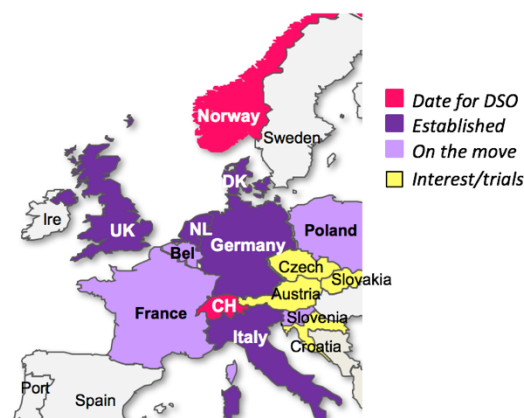 Date for DSO
Established
On the move
Interest/trials
Norway
Sweden
DK
Ire
UK
NL
Germany
Poland
Bel
Czech
Slovakia
Austria
France
CH
Slovenia
Italy
Croatia
Port
Spain